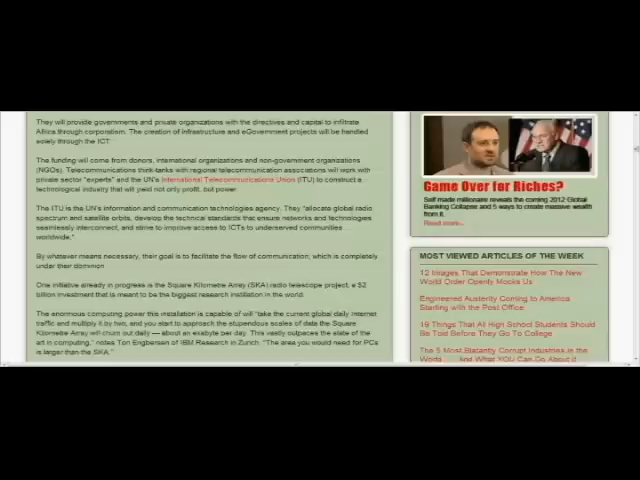 They will provide governments and private organizations with the directives and capital to infiltrate
Africa through corporatism. The creation of infrastructure and eGovernment projects will be handled
solely through the ICT.
The funding will come from donors, international organizations and non-government organizations
(NGOs). Telecommunications think-tanks with regional telecommunication associations will work with
private sector "experts" and the UN's International Telecommunications Union (ITU) to construct a
technological industry that will yield not only profit, but power.
The ITU is the UN's information and communication technologies agency. They "allocate global radio
spectrum and satellite orbits, develop the technical standards that ensure networks and technologies
seamlessly interconnect, and strive to improve access to ICTs to underserved communities
worldwide."
By whatever means necessary, their goal is to facilitate the flow of communication; which is completely
under their dominion
One initiative already in progress is the Square Kilometre Array (SKA) radio telescope project, a $2
billion investment that is meant to be the biggest research instillation in the world.
The enormous computing power this installation is capable of will "take the current global daily Internet
traffic and multiply it by two, and you start to approach the stupendous scales of data the Square
Kilometre Array will churn out daily — about an exabyte per day. This vastly outpaces the state of the
art in computing," notes Ton Engbersen of IBM Research in Zurich. "The area you would need for PCs
is larger than the SKA."
Game Over for Riches?
Self made millionaire reveals the coming 2012 Global
Banking Collapse and 5 ways to create massive wealth
from it.
Read more...
MOST VIEWED ARTICLES OF THE WEEK
12 Images That Demonstrate How The New
World Order Openly Mocks Us
Engineered Austerity Coming to America
Starting with the Post Office
19 Things That All High School Students Should
Be Told Before They Go To College
The 5 Most Blatantly Corrupt Industries in the
World ... And What YOU Can Do About It